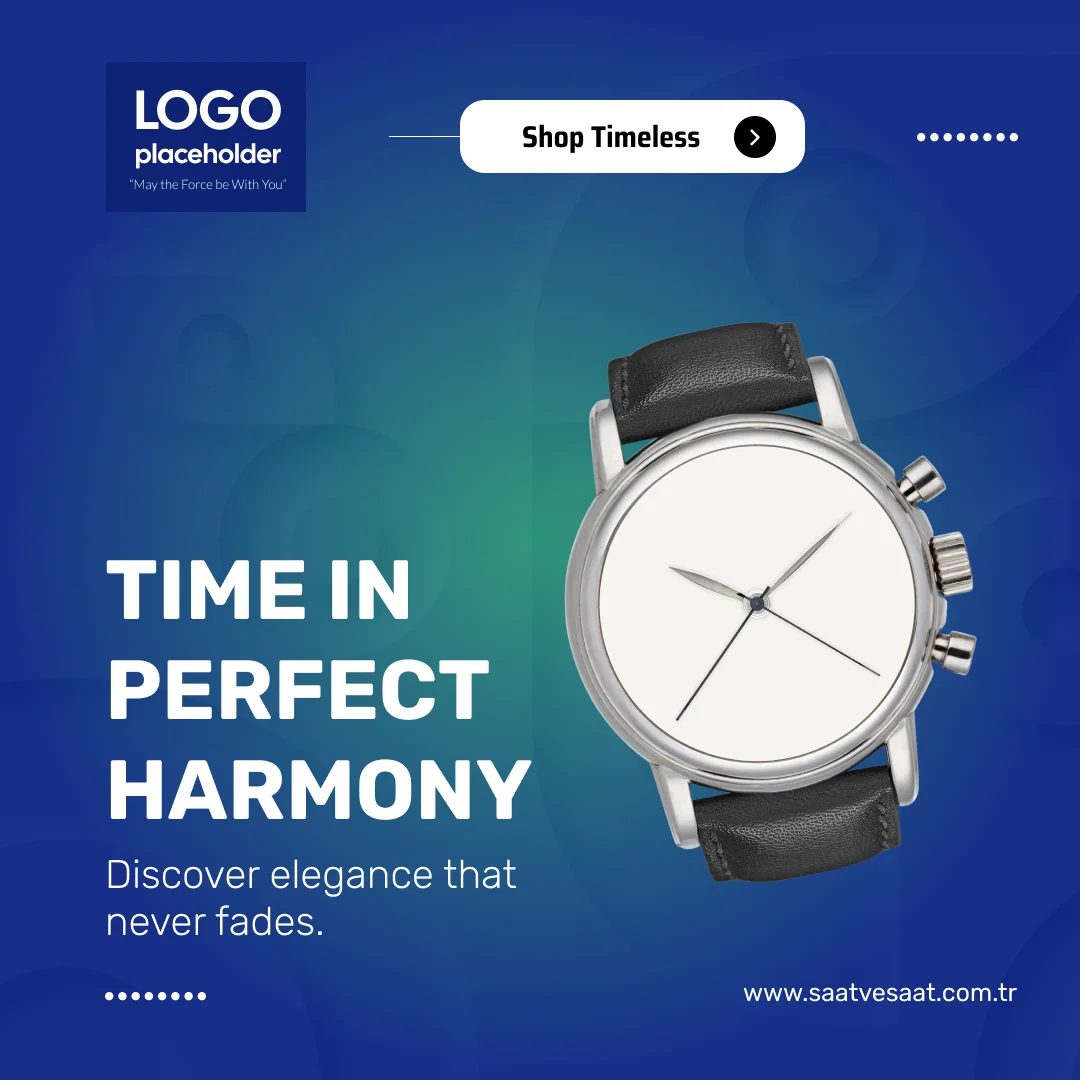 LOGO
placeholder
“May the Force be With You”
Shop Timeless
TIME IN
PERFECT
HARMONY
Discover elegance that
never fades.
www.saatvesaat.com.tr